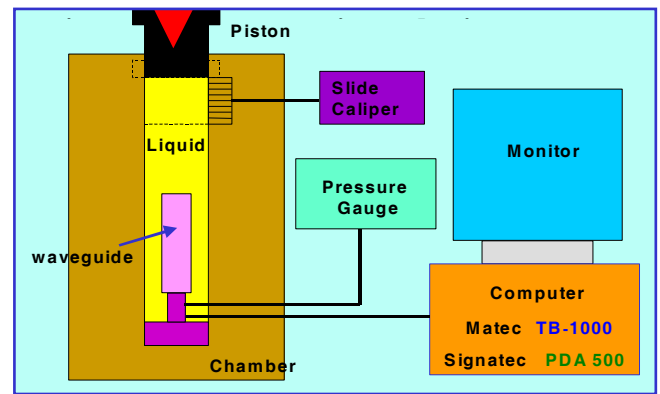 Piston
Slide
Caliper
Liquid
Monitor
Pressure
Gauge
waveguide
Computer
Matec TB-1000
Signatec PDA 500
Chamber